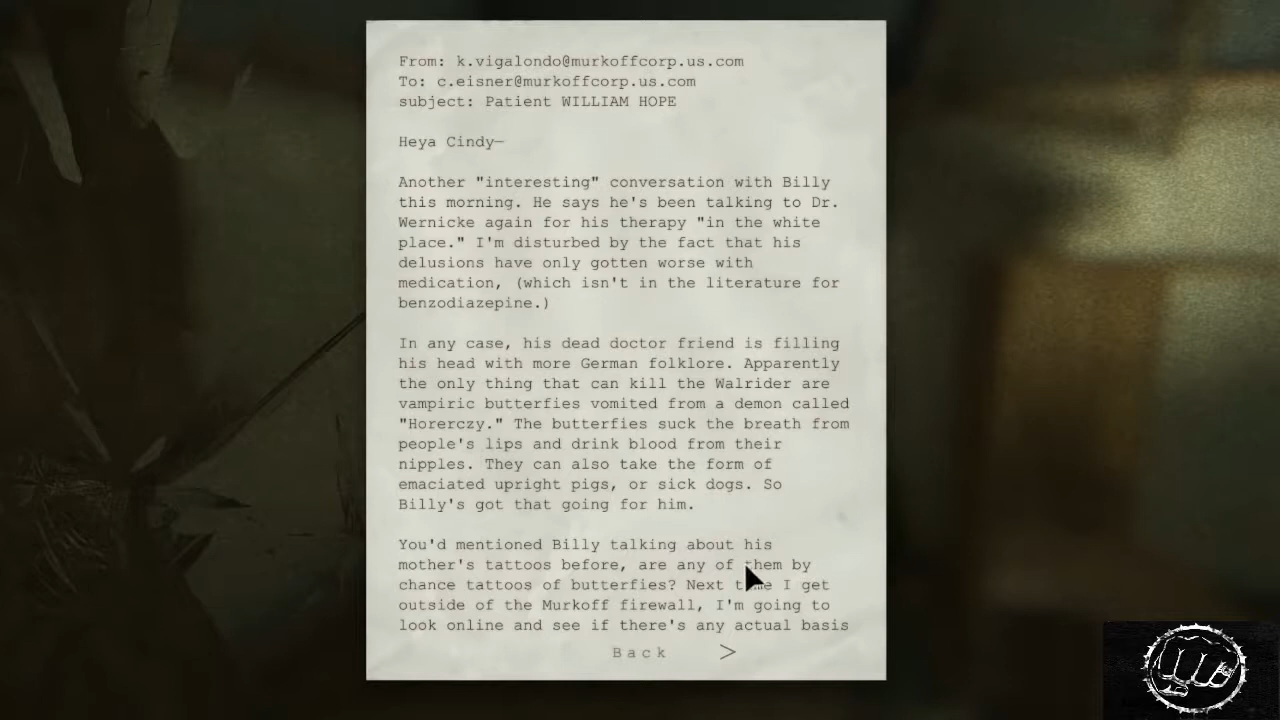 From: k.vigalondo@murkoffcorp.us.com
To: c.eisner@murkoffcorp.us.com
subject: Patient WILLIAM HOPE
Heya Cindy—
Another "interesting" conversation with Billy
this morning. He says he's been talking to Dr.
Wernicke again for his therapy "in the white
place." I'm disturbed by the fact that his
delusions have only gotten worse with
medication, (which isn't in the literature for
benzodiazepine.)
In any case, his dead doctor friend is filling
his head with more German folklore. Apparently
the only thing that can kill the Walrider are
vampiric butterfies vomited from a demon called
"Horerczy." The butterfies suck the breath from
people's lips and drink blood from their
nipples. They can also take the form of
emaciated upright pigs, or sick dogs. So
Billy's got that going for him.
You'd mentioned Billy talking about his
mother's tattoos before, are any of them by
chance tattoos of butterfies? Next time I get
outside of the Murkoff firewall, I'm going to
look online and see if there's any actual basis
Back >